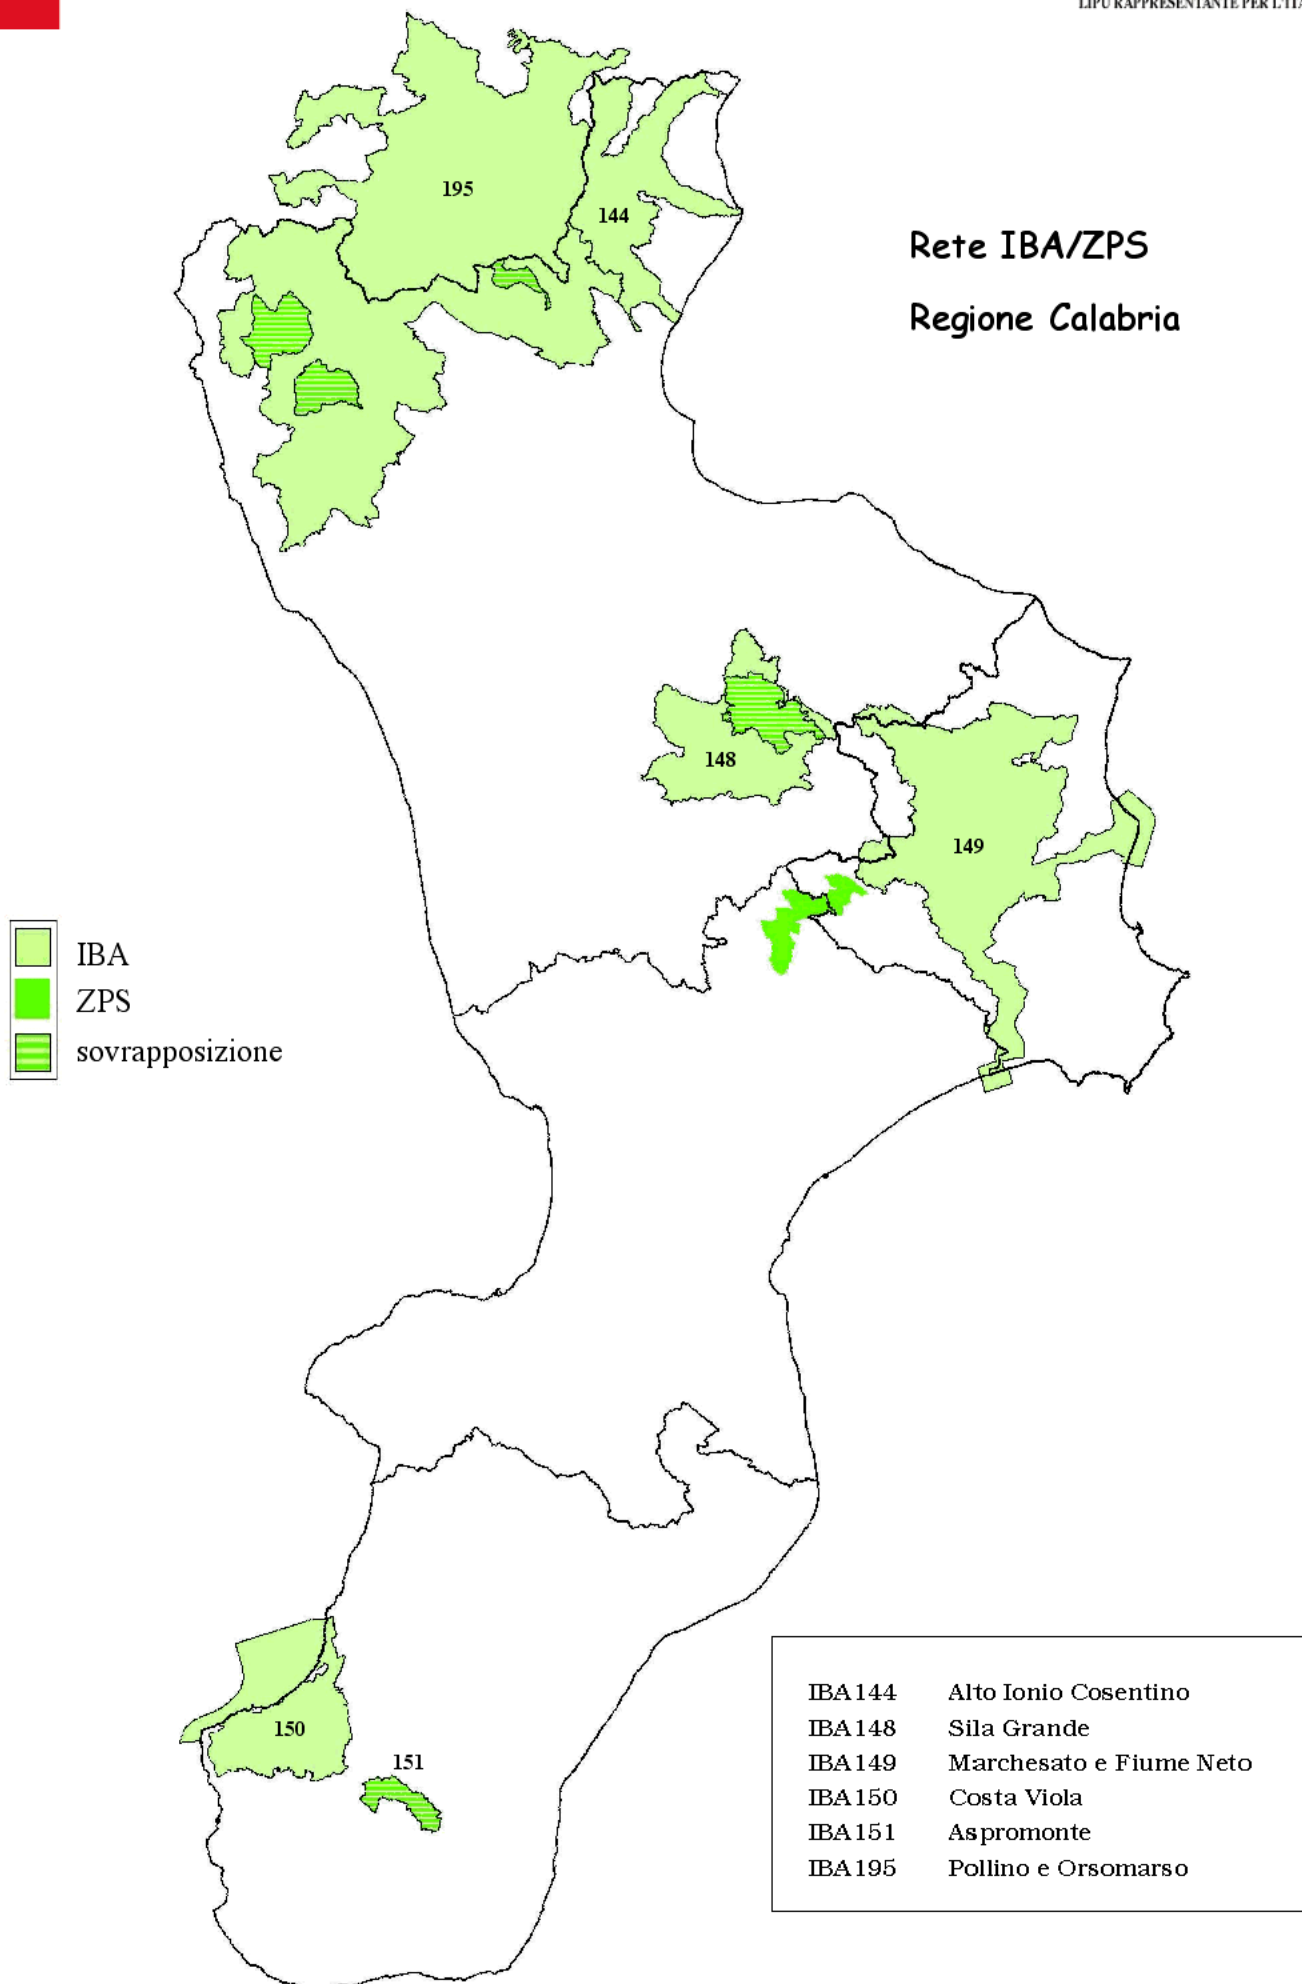 LIPU RAPPRESENTANTE PER L'ITA
Rete IBA/ZPS
Regione Calabria
195
144
148
149
IBA
ZPS
sovrapposizione
150
151
IBA144 Alto Ionio Cosentino
IBA148 Sila Grande
IBA149 Marchesato e Fiume Neto
IBA150 Costa Viola
IBA151 Aspromonte
IBA195 Pollino e Orsomarso